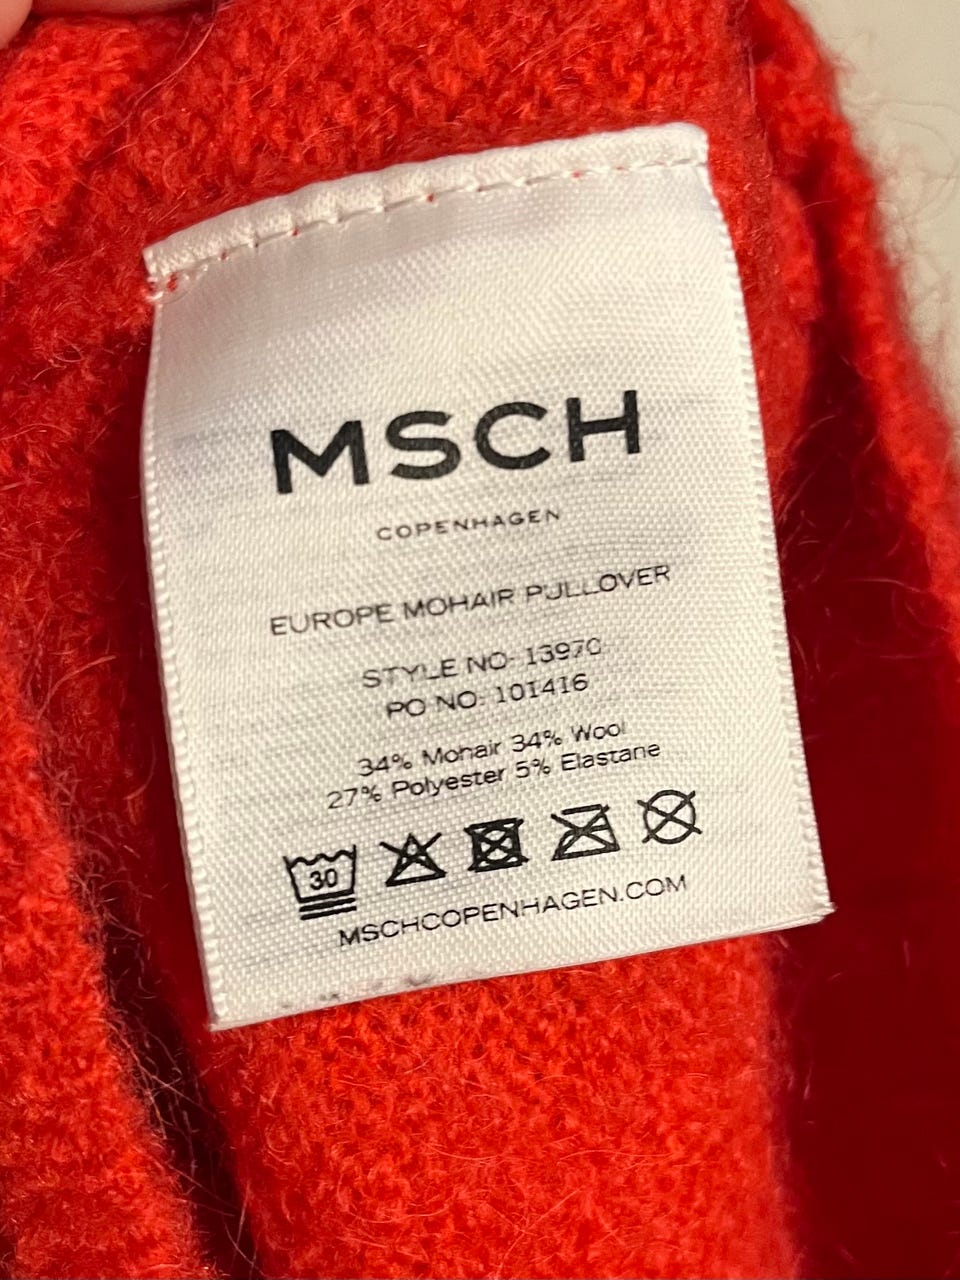 MSCH
COPENHAGEN
EUROPE MOHAIR PULLOVER
STYLE NO: 13970
PO NO: 101416
34% Mohair 34% Wool
27% Polyester 5% Elastane
30
MSCHCOPENHAGEN.COM